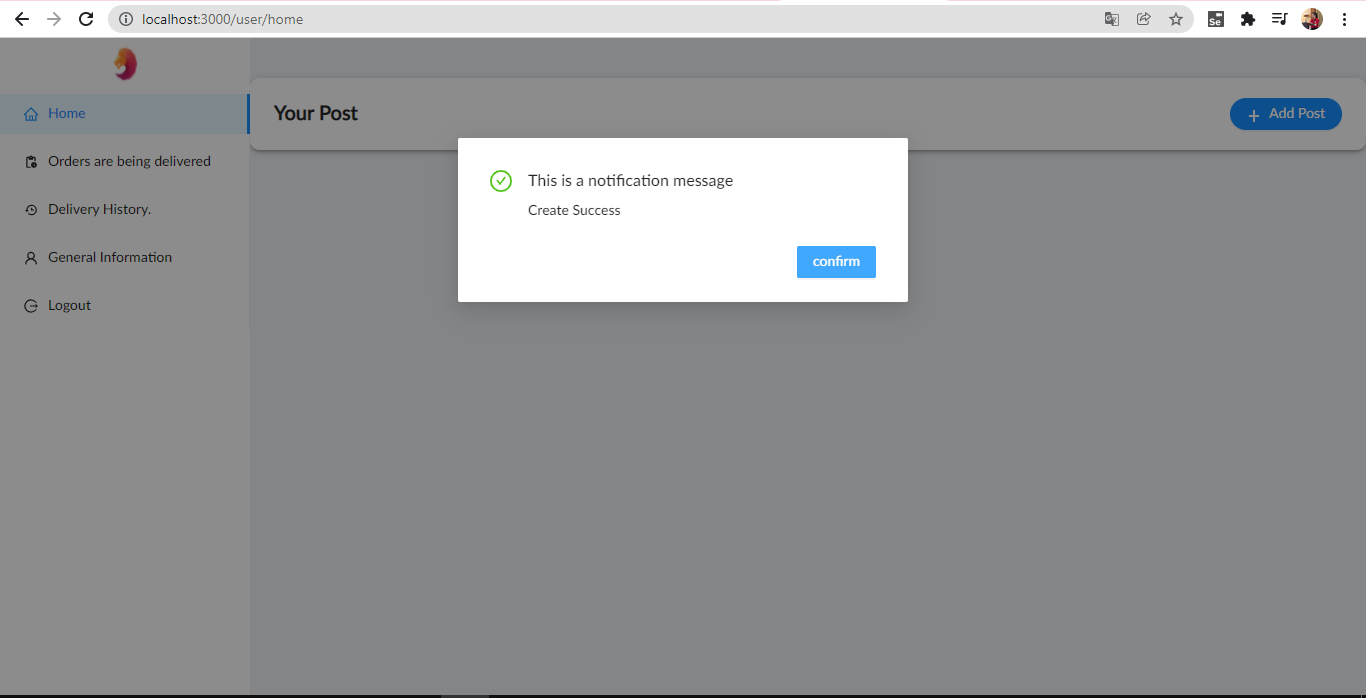 localhost:3000/user/home
Se
Home
Orders are being delivered
Delivery History.
General Information
Logout
Your Post
+ Add Post
This is a notification message
Create Success
confirm